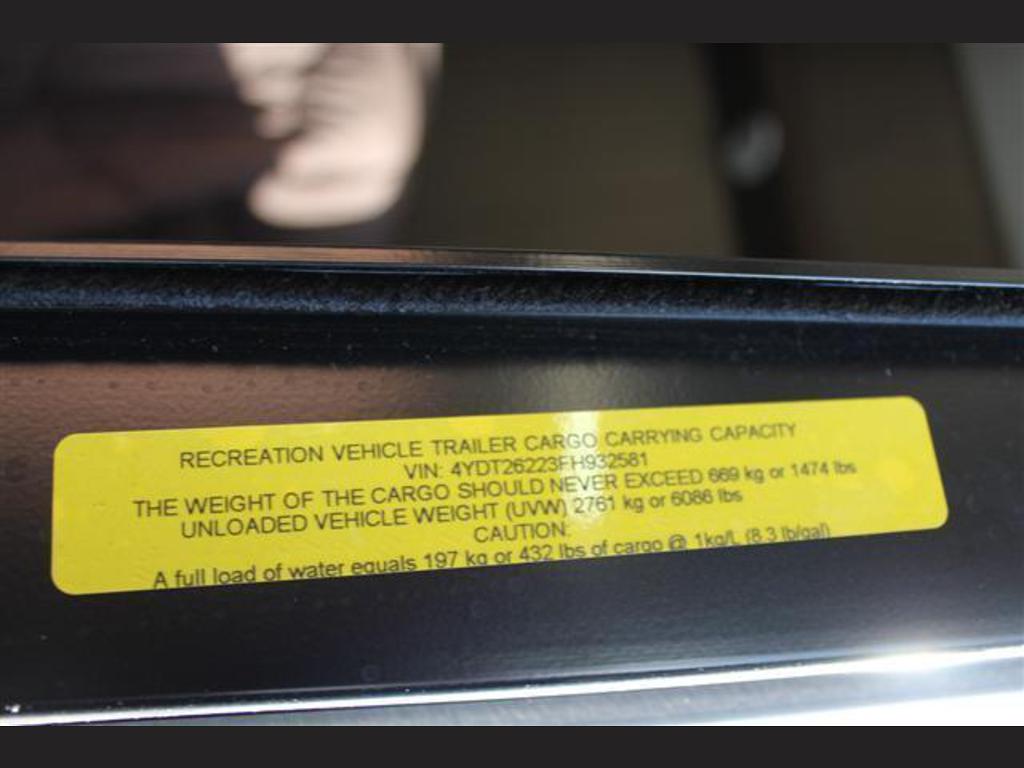 RECREATION VEHICLE TRAILER CARGO CARRYING CAPACITY
VIN: 4YDT26223FH932581
THE WEIGHT OF THE CARGO SHOULD NEVER EXCEED 669 kg or 1474 lbs
UNLOADED VEHICLE WEIGHT (UVW) 2761 kg or 6086 lbs
CAUTION:
A full load of water equals 197 kg or 432 lbs of cargo @ 1kg/L (8.3 lb/gal)